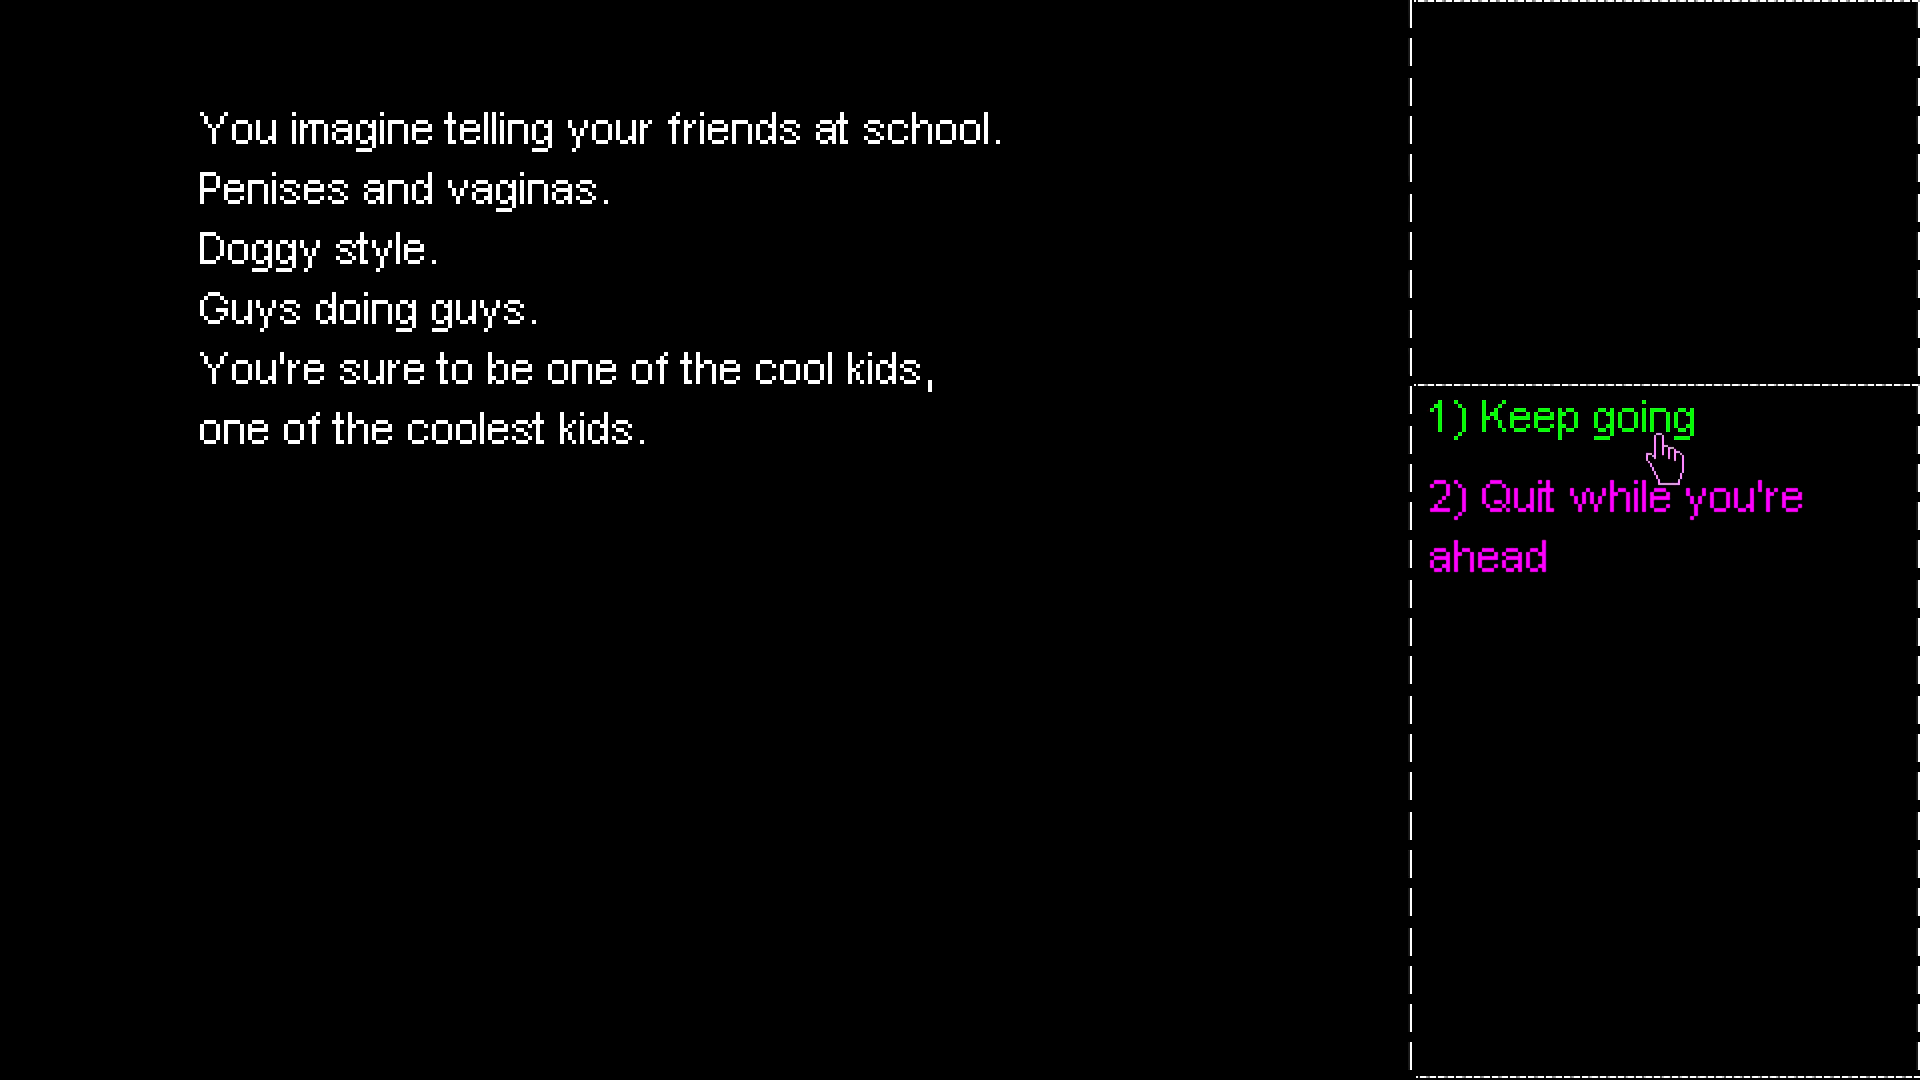 You imagine telling your friends at school.
Penises and vaginas.
Doggy style.
Guys doing guys.
You're sure to be one of the cool kids,
one of the coolest kids.
1) Keep going
2) Quit while you're
ahead